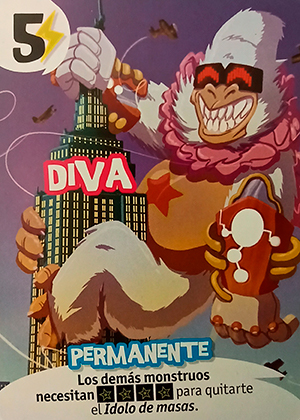 5
DIVA
PERMANENTE
Los demás monstruos
necesitan para quitarte
el Ídolo de masas.